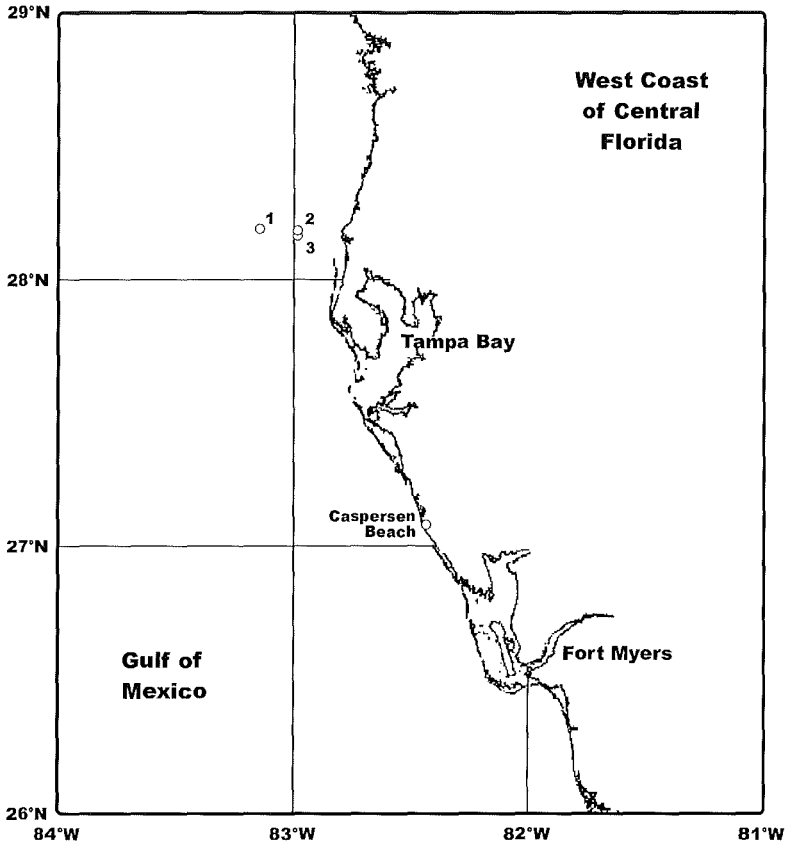 29°N
West Coast
of Central
Florida
1
2
3
28°N
Tampa Bay
Caspersen
Beach
27°N
Gulf of
Mexico
Fort Myers
26°N
84°W
83°W
82°W
81°W